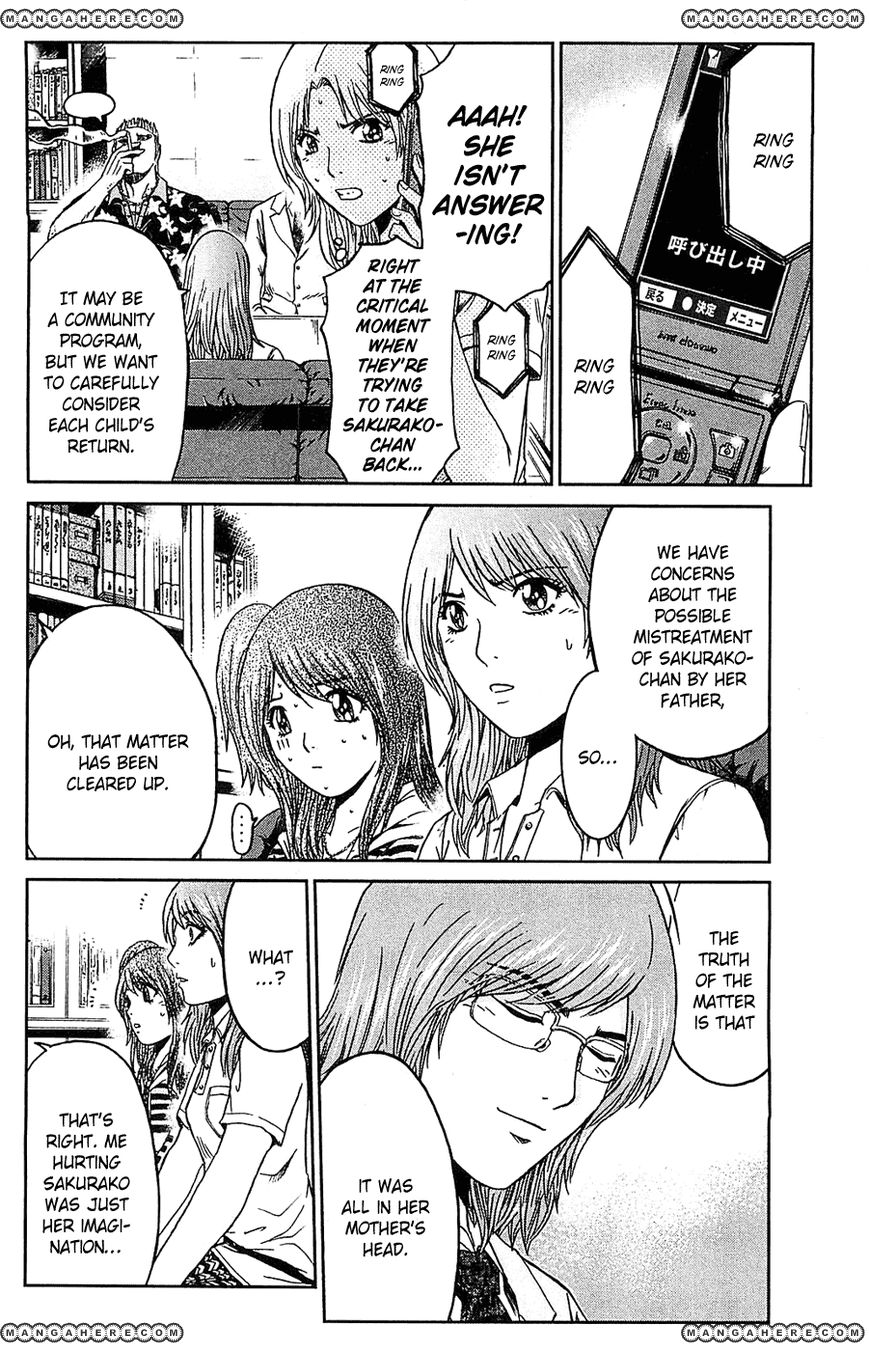 MANGAHERE.COM
MANGAHERE.COM
RING
RING
呼び出し中
戻る
決定
メニュー
RING
RING
RING
RING
AAAH!
SHE
ISN'T
ANSWER
-ING!
RIGHT
AT THE
CRITICAL
MOMENT
WHEN
THEY'RE
TRYING
TO TAKE
SAKURAKO-
CHAN
BACK...
RING
RING
IT MAY BE
A COMMUNITY
PROGRAM,
BUT WE WANT
TO CAREFULLY
CONSIDER
EACH CHILD'S
RETURN.
WE HAVE
CONCERNS
ABOUT THE
POSSIBLE
MISTREATMENT
OF SAKURAKO-
CHAN BY HER
FATHER,
SO...
OH, THAT MATTER
HAS BEEN
CLEARED UP.
THE
TRUTH
OF THE
MATTER
IS THAT
IT WAS
ALL IN HER
MOTHER'S
HEAD.
WHAT
...?
THAT'S
RIGHT. ME
HURTING
SAKURAKO
WAS JUST
HER IMAGI-
NATION...
MANGAHERE.COM
MANGAHERE.COM